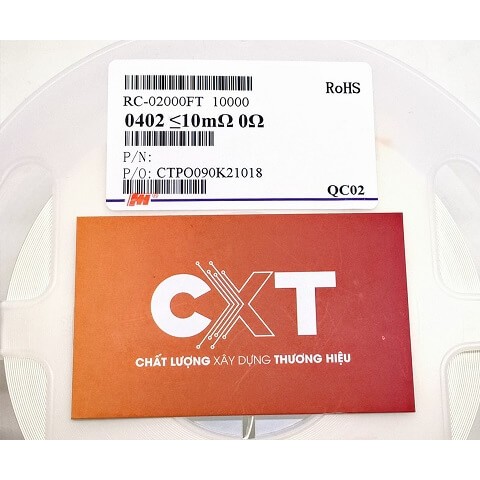 RoHS
RC-02000FT 10000
0402 ≤10mΩ 0Ω
P/N:
P/O: CTPO090K21018
QC02
CXT
CHẤT LƯỢNG XÂY DỰNG THƯƠNG HIỆU